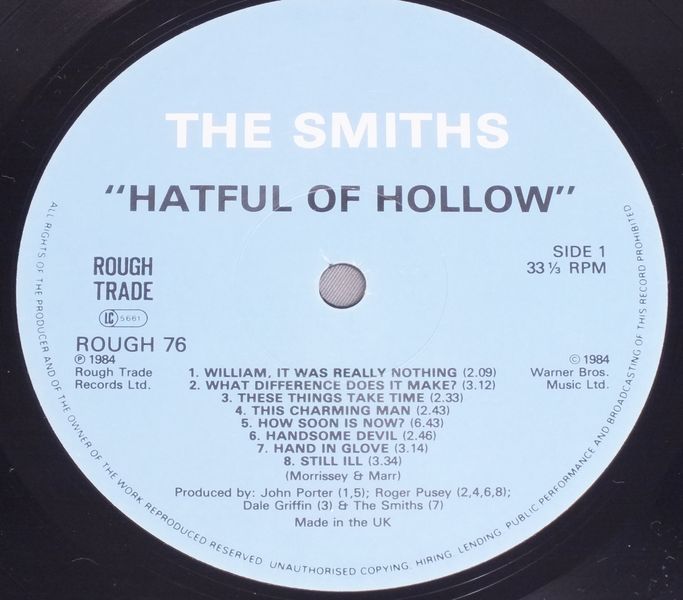 THE SMITHS
"HATFUL OF HOLLOW"
ROUGH
TRADE
LC 5661
ROUGH 76
Ⓟ 1984
Rough Trade
Records Ltd.
SIDE 1
33 ⅓ RPM
© 1984
Warner Bros.
Music Ltd.
1. WILLIAM, IT WAS REALLY NOTHING (2.09)
2. WHAT DIFFERENCE DOES IT MAKE? (3.12)
3. THESE THINGS TAKE TIME (2.33)
4. THIS CHARMING MAN (2.43)
5. HOW SOON IS NOW? (6.43)
6. HANDSOME DEVIL (2.46)
7. HAND IN GLOVE (3.14)
8. STILL ILL (3.34)
(Morrissey & Marr)
Produced by: John Porter (1,5); Roger Pusey (2,4,6,8);
Dale Griffin (3) & The Smiths (7)
Made in the UK
ALL RIGHTS OF THE PRODUCER AND OF THE OWNER OF THE WORK REPRODUCED RESERVED. UNAUTHORISED COPYING, HIRING, LENDING, PUBLIC PERFORMANCE AND BROADCASTING OF THIS RECORD PROHIBITED